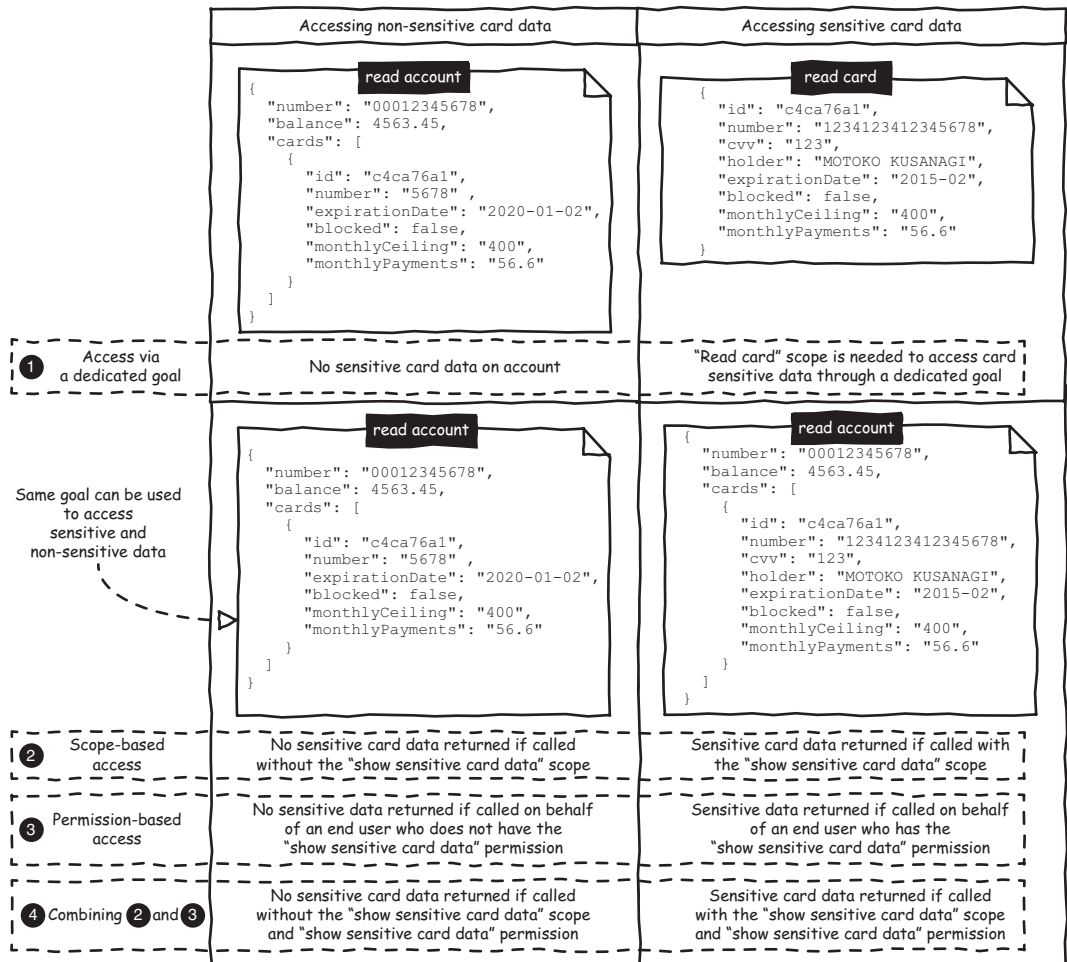 Accessing non-sensitive card data
Accessing sensitive card data
read account
{
"number": "00012345678",
"balance": 4563.45,
"cards": [
{
"id": "c4ca76a1",
"number": "5678" ,
"expirationDate": "2020-01-02",
"blocked": false,
"monthlyCeiling": "400",
"monthlyPayments": "56.6"
}
]
}
read card
{
"id": "c4ca76a1",
"number": "1234123412345678",
"cvv": "123",
"holder": "MOTOKO KUSANAGI",
"expirationDate": "2015-02",
"blocked": false,
"monthlyCeiling": "400",
"monthlyPayments": "56.6"
}
1 Access via
a dedicated goal
No sensitive card data on account
“Read card” scope is needed to access card
sensitive data through a dedicated goal
Same goal can be used
to access
sensitive and
non-sensitive data
read account
{
"number": "00012345678",
"balance": 4563.45,
"cards": [
{
"id": "c4ca76a1",
"number": "5678" ,
"expirationDate": "2020-01-02",
"blocked": false,
"monthlyCeiling": "400",
"monthlyPayments": "56.6"
}
]
}
read account
{
"number": "00012345678",
"balance": 4563.45,
"cards": [
{
"id": "c4ca76a1",
"number": "1234123412345678",
"cvv": "123",
"holder": "MOTOKO KUSANAGI",
"expirationDate": "2015-02",
"blocked": false,
"monthlyCeiling": "400",
"monthlyPayments": "56.6"
}
]
}
2 Scope-based
access
No sensitive card data returned if called
without the “show sensitive card data” scope
Sensitive card data returned if called with
the “show sensitive card data” scope
3 Permission-based
access
No sensitive data returned if called on behalf
of an end user who does not have the
“show sensitive card data” permission
Sensitive data returned if called on behalf
of an end user who has the
“show sensitive card data” permission
4 Combining 2 and 3
No sensitive card data returned if called
without the “show sensitive card data” scope
and “show sensitive card data” permission
Sensitive card data returned if called
with the “show sensitive card data” scope
and “show sensitive card data” permission